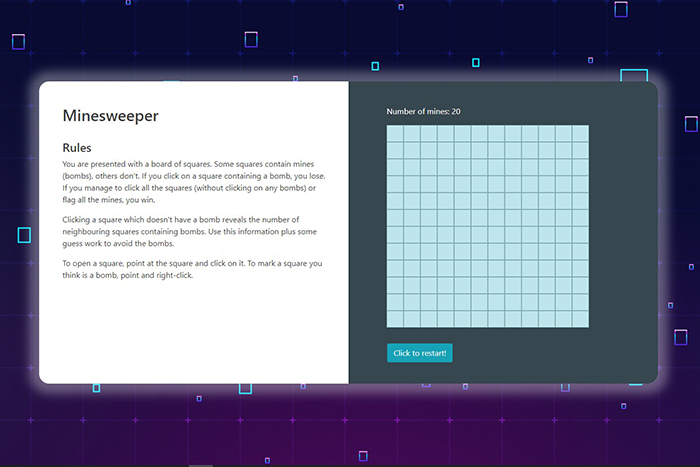 Minesweeper
Rules
You are presented with a board of squares. Some squares contain mines
(bombs), others don't. If you click on a square containing a bomb, you lose.
If you manage to click all the squares (without clicking on any bombs) or
flag all the mines, you win.
Clicking a square which doesn't have a bomb reveals the number of
neighbouring squares containing bombs. Use this information plus some
guess work to avoid the bombs.
To open a square, point at the square and click on it. To mark a square you
think is a bomb, point and right-click.
Number of mines: 20
Click to restart!